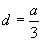 d = a/3